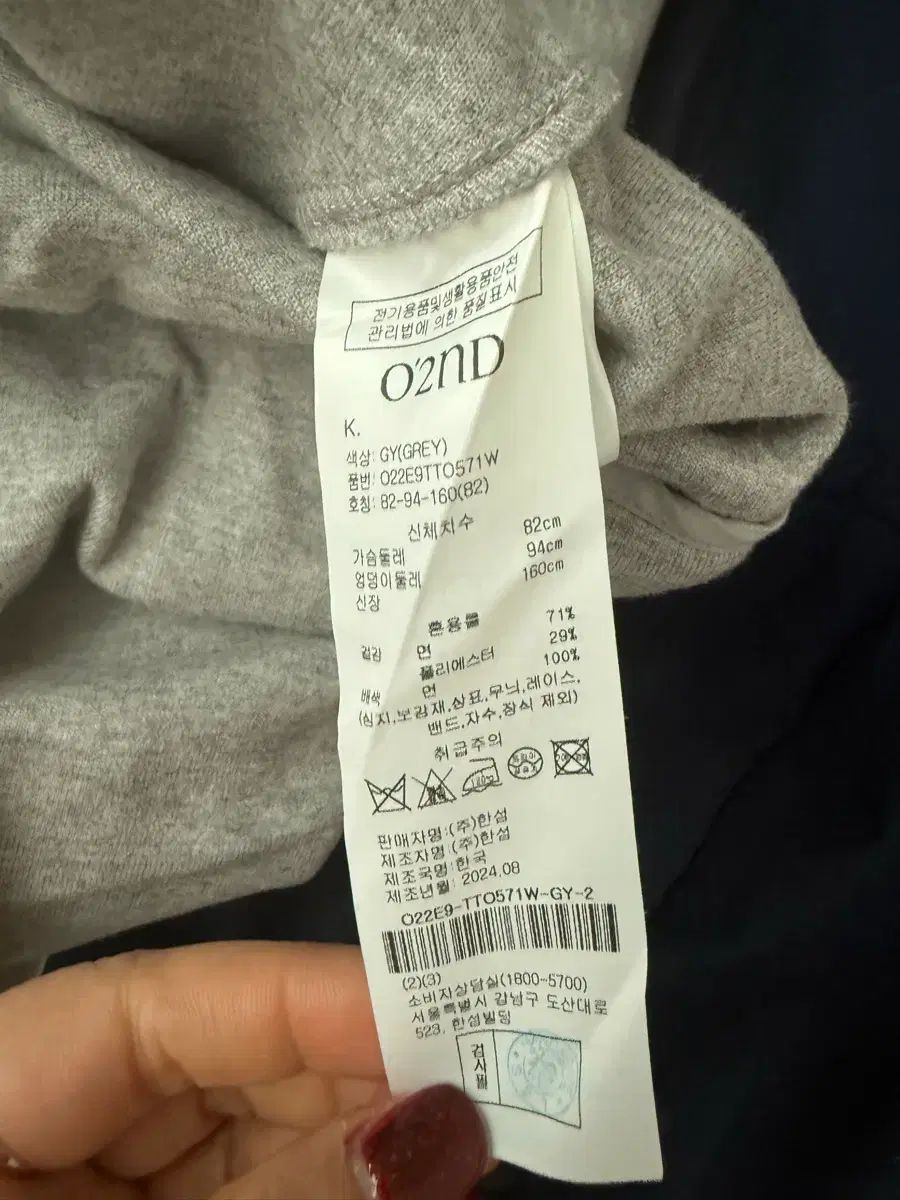 전기용품및생활용품안전
관리법에 의한 품질표시
O'2ND
K.
색상: GY(GREY)
품번: O22E9TTO571W
호칭: 82-94-160(82)
신체치수
가슴둘레 82cm
엉덩이둘레 94cm
신장 160cm
혼용률
겉감 면 71%
폴리에스터 29%
배색 면 100%
(심지,보강재,상표,무늬,레이스,
밴드,자수,장식 제외)
취급주의
판매자명:(주)한섬
제조자명:(주)한섬
제조국명:한국
제조년월: 2024.08
O22E9-TTO571W-GY-2
(2)(3)
소비자상담실(1800-5700)
서울특별시 강남구 도산대로
523, 한섬빌딩
검사필